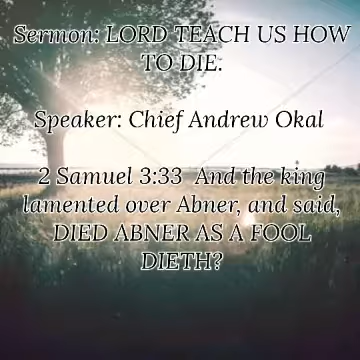 Sermon: LORD TEACH US HOW
TO DIE.
Speaker: Chief Andrew Okal
2 Samuel 3:33 And the king
lamented over Abner, and said,
DIED ABNER AS A FOOL
DIETH?